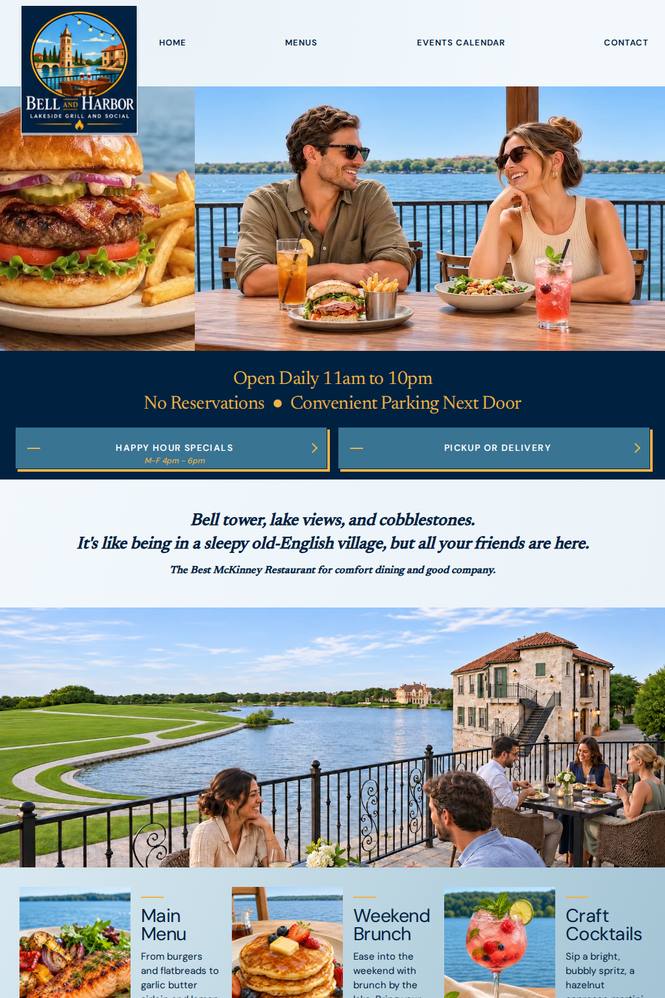 BELL AND HARBOR
LAKESIDE GRILL AND SOCIAL
HOME
MENUS
EVENTS CALENDAR
CONTACT
Open Daily 11am to 10pm
No Reservations ● Convenient Parking Next Door
HAPPY HOUR SPECIALS
M-F 4pm - 6pm
PICKUP OR DELIVERY
Bell tower, lake views, and cobblestones.
It's like being in a sleepy old-English village, but all your friends are here.
The Best McKinney Restaurant for comfort dining and good company.
Main
Menu
From burgers
and flatbreads to
garlic butter
Weekend
Brunch
Ease into the
weekend with
brunch by the
Craft
Cocktails
Sip a bright,
bubbly spritz, a
hazelnut